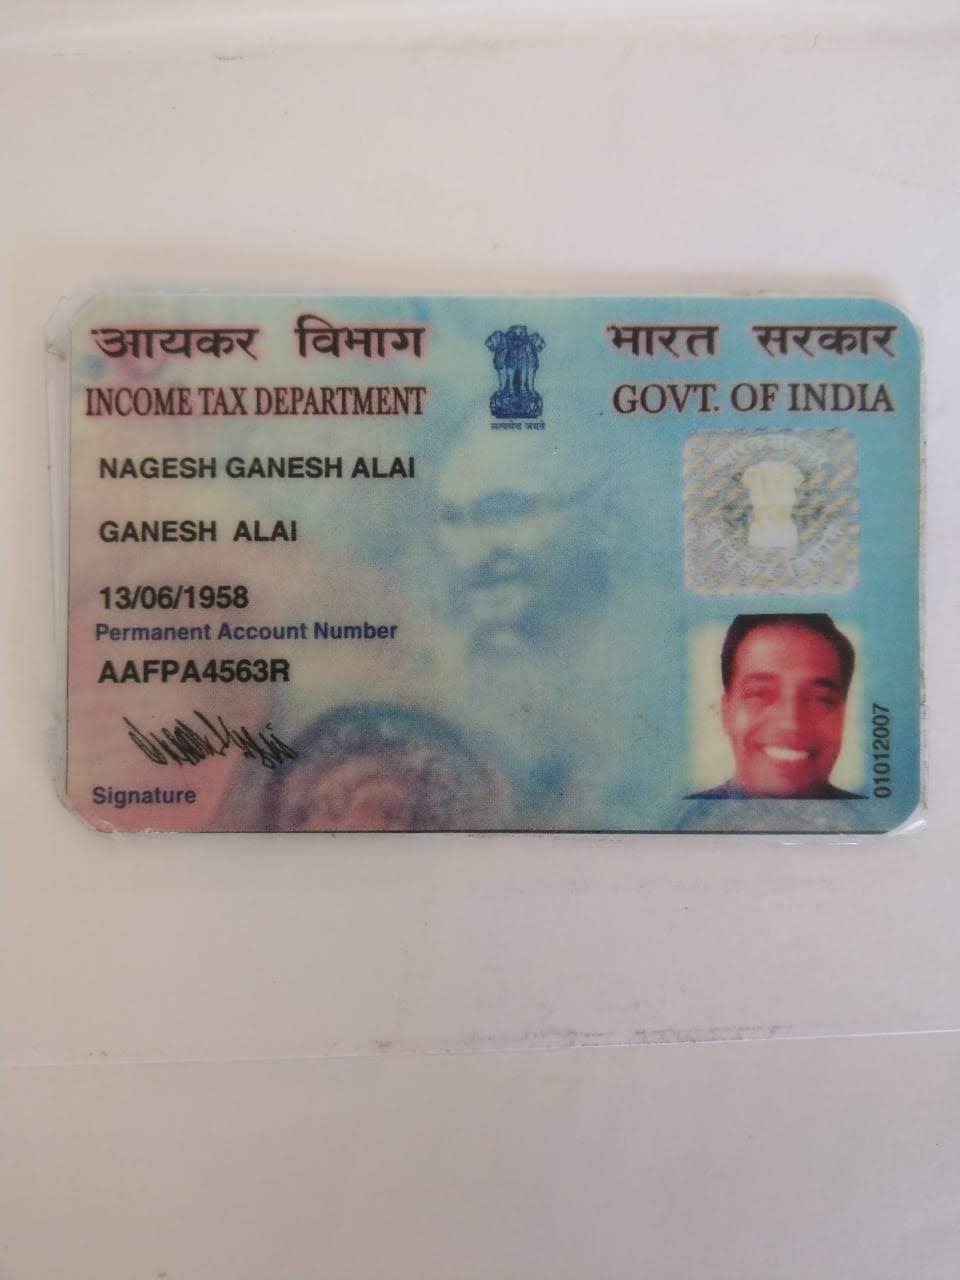 आयकर विभाग
भारत सरकार
INCOME TAX DEPARTMENT
GOVT. OF INDIA
सत्यमेव जयते
NAGESH GANESH ALAI
GANESH ALAI
13/06/1958
Permanent Account Number
AAFPA4563R
Signature
01012007